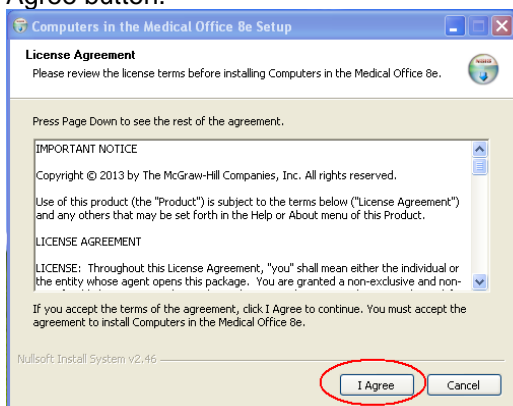 Agree button.
Computers in the Medical Office 8e Setup
License Agreement
Please review the license terms before installing Computers in the Medical Office 8e.
Press Page Down to see the rest of the agreement.
IMPORTANT NOTICE
Copyright © 2013 by The McGraw-Hill Companies, Inc. All rights reserved.
Use of this product (the "Product") is subject to the terms below ("License Agreement")
and any others that may be set forth in the Help or About menu of this Product.
LICENSE AGREEMENT
LICENSE: Throughout this License Agreement, "you" shall mean either the individual or
the entity whose agent opens this package. You are granted a non-exclusive and non-
If you accept the terms of the agreement, click I Agree to continue. You must accept the
agreement to install Computers in the Medical Office 8e.
Nullsoft Install System v2.46
I Agree
Cancel